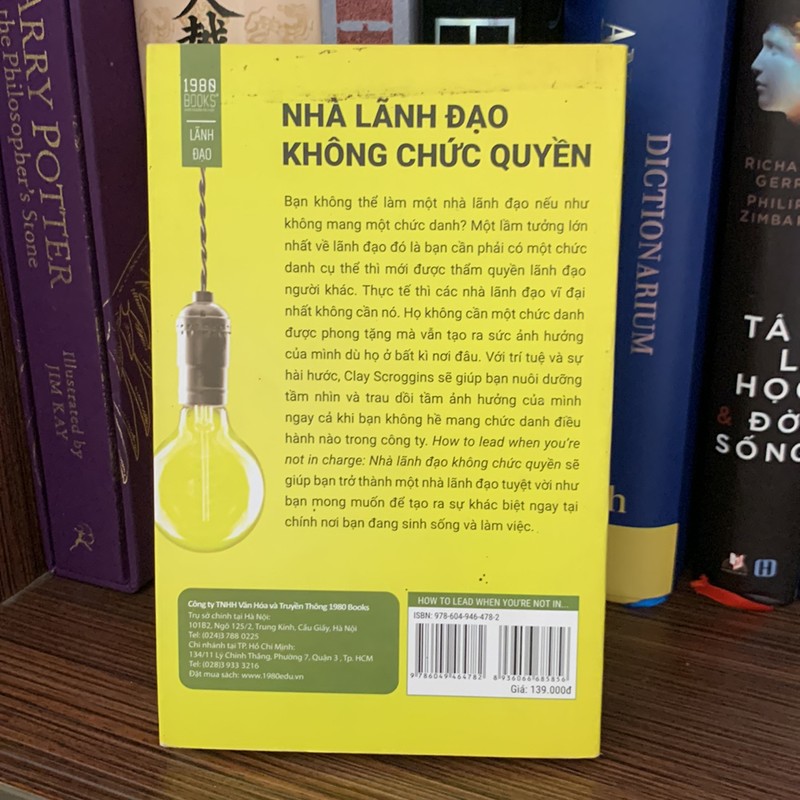 1980
BOOKS
LÃNH
ĐẠO
NHÀ LÃNH ĐẠO
KHÔNG CHỨC QUYỀN
Bạn không thể làm một nhà lãnh đạo nếu như
không mang một chức danh? Một lầm tưởng lớn
nhất về lãnh đạo đó là bạn cần phải có một chức
danh cụ thể thì mới được thẩm quyền lãnh đạo
người khác. Thực tế thì các nhà lãnh đạo vĩ đại
nhất không cần nó. Họ không cần một chức danh
được phong tặng mà vẫn tạo ra sức ảnh hưởng
của mình dù họ ở bất kì nơi đâu. Với trí tuệ và sự
hài hước, Clay Scroggins sẽ giúp bạn nuôi dưỡng
tầm nhìn và trau dồi tầm ảnh hưởng của mình
ngay cả khi bạn không hề mang chức danh điều
hành nào trong công ty. How to lead when you're
not in charge: Nhà lãnh đạo không chức quyền sẽ
giúp bạn trở thành một nhà lãnh đạo tuyệt vời như
bạn mong muốn để tạo ra sự khác biệt ngay tại
chính nơi bạn đang sinh sống và làm việc.
Công ty TNHH Văn Hóa và Truyền Thông 1980 Books
Trụ sở chính tại Hà Nội:
101B2, Ngõ 125/2, Trung Kính, Cầu Giấy, Hà Nội
Tel: (024)3 788 0225
Chi nhánh tại TP. Hồ Chí Minh:
134/11 Lý Chính Thắng, Phường 7, Quận 3 , Tp. HCM
Tel: (028)3 933 3216
Đặt mua sách: www.1980edu.vn
HOW TO LEAD WHEN YOU'RE NOT IN...
ISBN: 978-604-946-478-2
9 786049 464782
8 936066 685856
Giá: 139.000đ
ARRY POTTER
the Philosopher's Stone
Illustrated by
JIM KAY
DICTIONARIUM
RICHA
GERR
PHILIP
ZIMBA
TÂ
L
HỌC
& ĐỜ
SỐNG
H